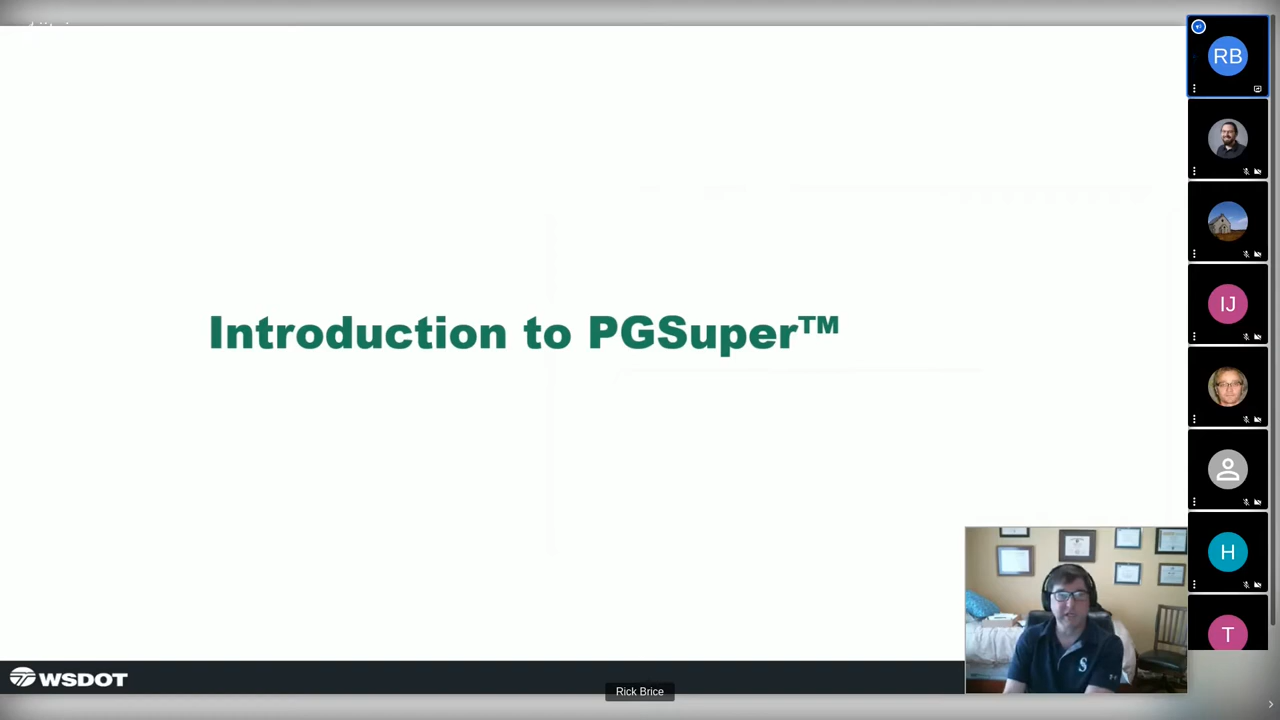 Introduction to PGSuper™
WSDOT
Rick Brice
RB
IJ
H
T
S